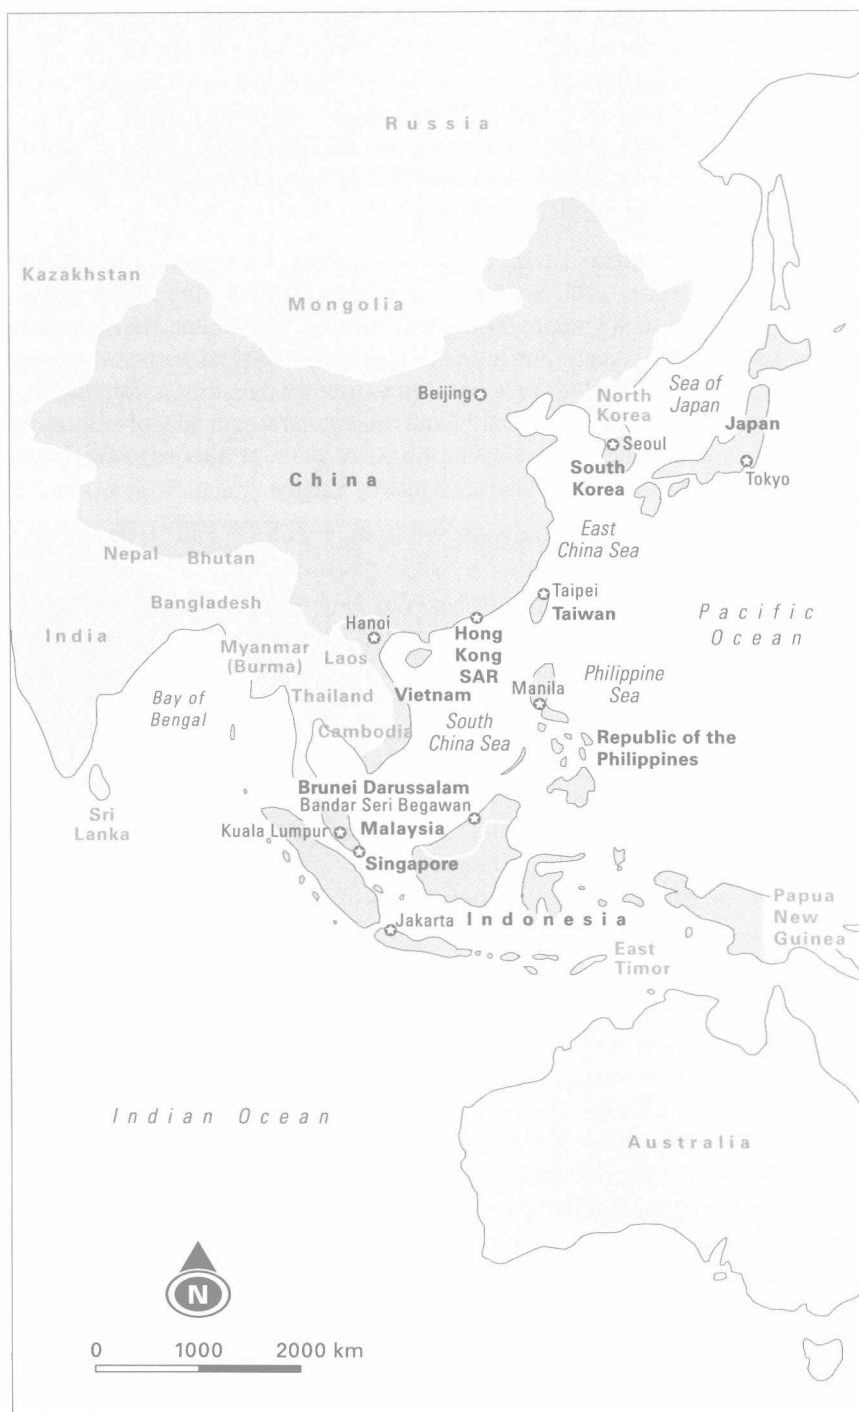 Russia
Kazakhstan
Mongolia
Beijing
North
Korea
Sea of
Japan
Japan
Seoul
South
Korea
Tokyo
China
East
China Sea
Nepal
Bhutan
Bangladesh
India
Taipei
Taiwan
Pacific
Ocean
Hanoi
Hong
Kong
SAR
Myanmar
(Burma)
Laos
Thailand
Vietnam
Cambodia
Bay of
Bengal
Manila
Philippine
Sea
South
China Sea
Republic of the
Philippines
Sri
Lanka
Brunei Darussalam
Bandar Seri Begawan
Kuala Lumpur
Malaysia
Singapore
Jakarta
Indonesia
Papua
New
Guinea
East
Timor
Indian Ocean
Australia
N
0 1000 2000 km